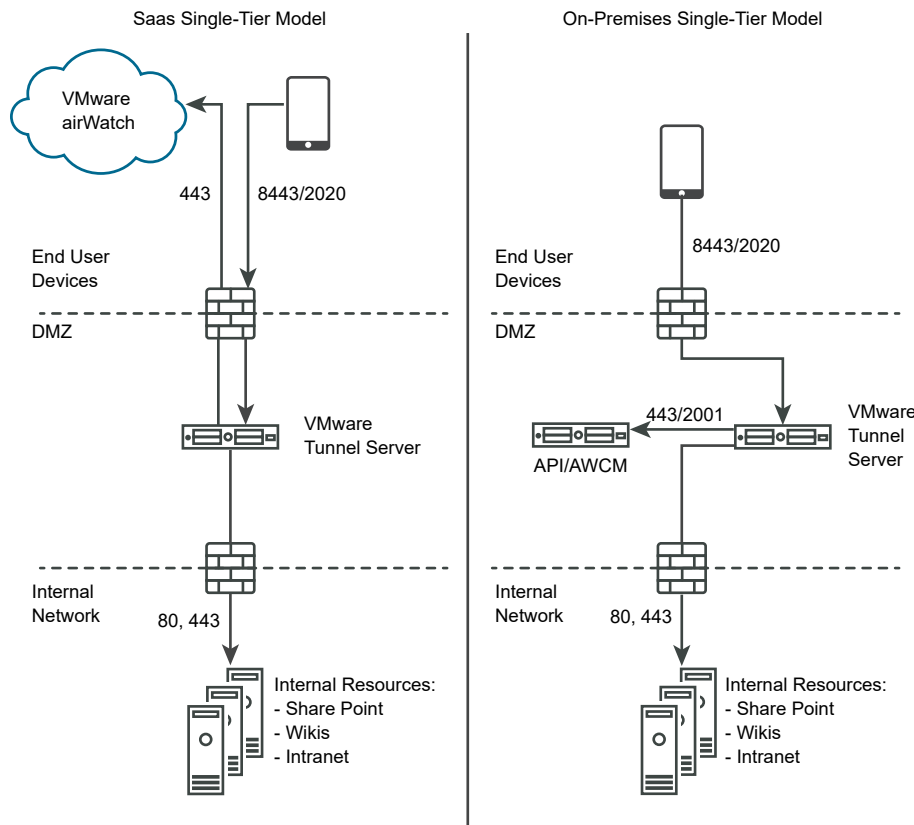 Saas Single-Tier Model
VMware
airWatch
443
8443/2020
End User
Devices
DMZ
VMware
Tunnel Server
Internal
Network
80, 443
Internal Resources:
- Share Point
- Wikis
- Intranet
On-Premises Single-Tier Model
8443/2020
End User
Devices
DMZ
443/2001
API/AWCM
VMware
Tunnel
Server
Internal
Network
80, 443
Internal Resources:
- Share Point
- Wikis
- Intranet